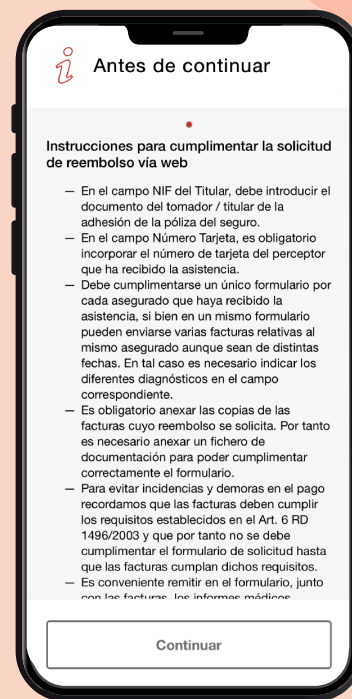 Antes de continuar
Instrucciones para cumplimentar la solicitud
de reembolso vía web
— En el campo NIF del Titular, debe introducir el
documento del tomador / titular de la
adhesión de la póliza del seguro.
— En el campo Número Tarjeta, es obligatorio
incorporar el número de tarjeta del perceptor
que ha recibido la asistencia.
— Debe cumplimentarse un único formulario por
cada asegurado que haya recibido la
asistencia, si bien en un mismo formulario
pueden enviarse varias facturas relativas al
mismo asegurado aunque sean de distintas
fechas. En tal caso es necesario indicar los
diferentes diagnósticos en el campo
correspondiente.
— Es obligatorio anexar las copias de las
facturas cuyo reembolso se solicita. Por tanto
es necesario anexar un fichero de
documentación para poder cumplimentar
correctamente el formulario.
— Para evitar incidencias y demoras en el pago
recordamos que las facturas deben cumplir
los requisitos establecidos en el Art. 6 RD
1496/2003 y que por tanto no se debe
cumplimentar el formulario de solicitud hasta
que las facturas cumplan dichos requisitos.
— Es conveniente remitir en el formulario, junto
con las facturas, los informes médicos
Continuar